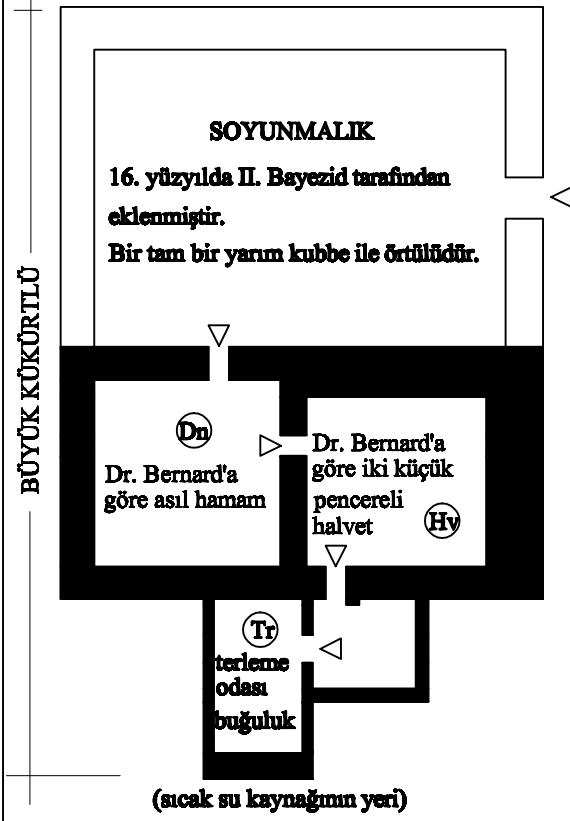 BÜYÜK KÜKÜRTLÜ
SOYUNMALIK
16. yüzyılda II. Bayezid tarafından
eklenmiştir.
Bir tam bir yarım kubbe ile örtülüdür.
Dn
Dr. Bernard'a
göre asıl hamam
Dr. Bernard'a
göre iki küçük
pencereli
halvet
Hv
Tr
terleme
odası
buğuluk
(sıcak su kaynağının yeri)